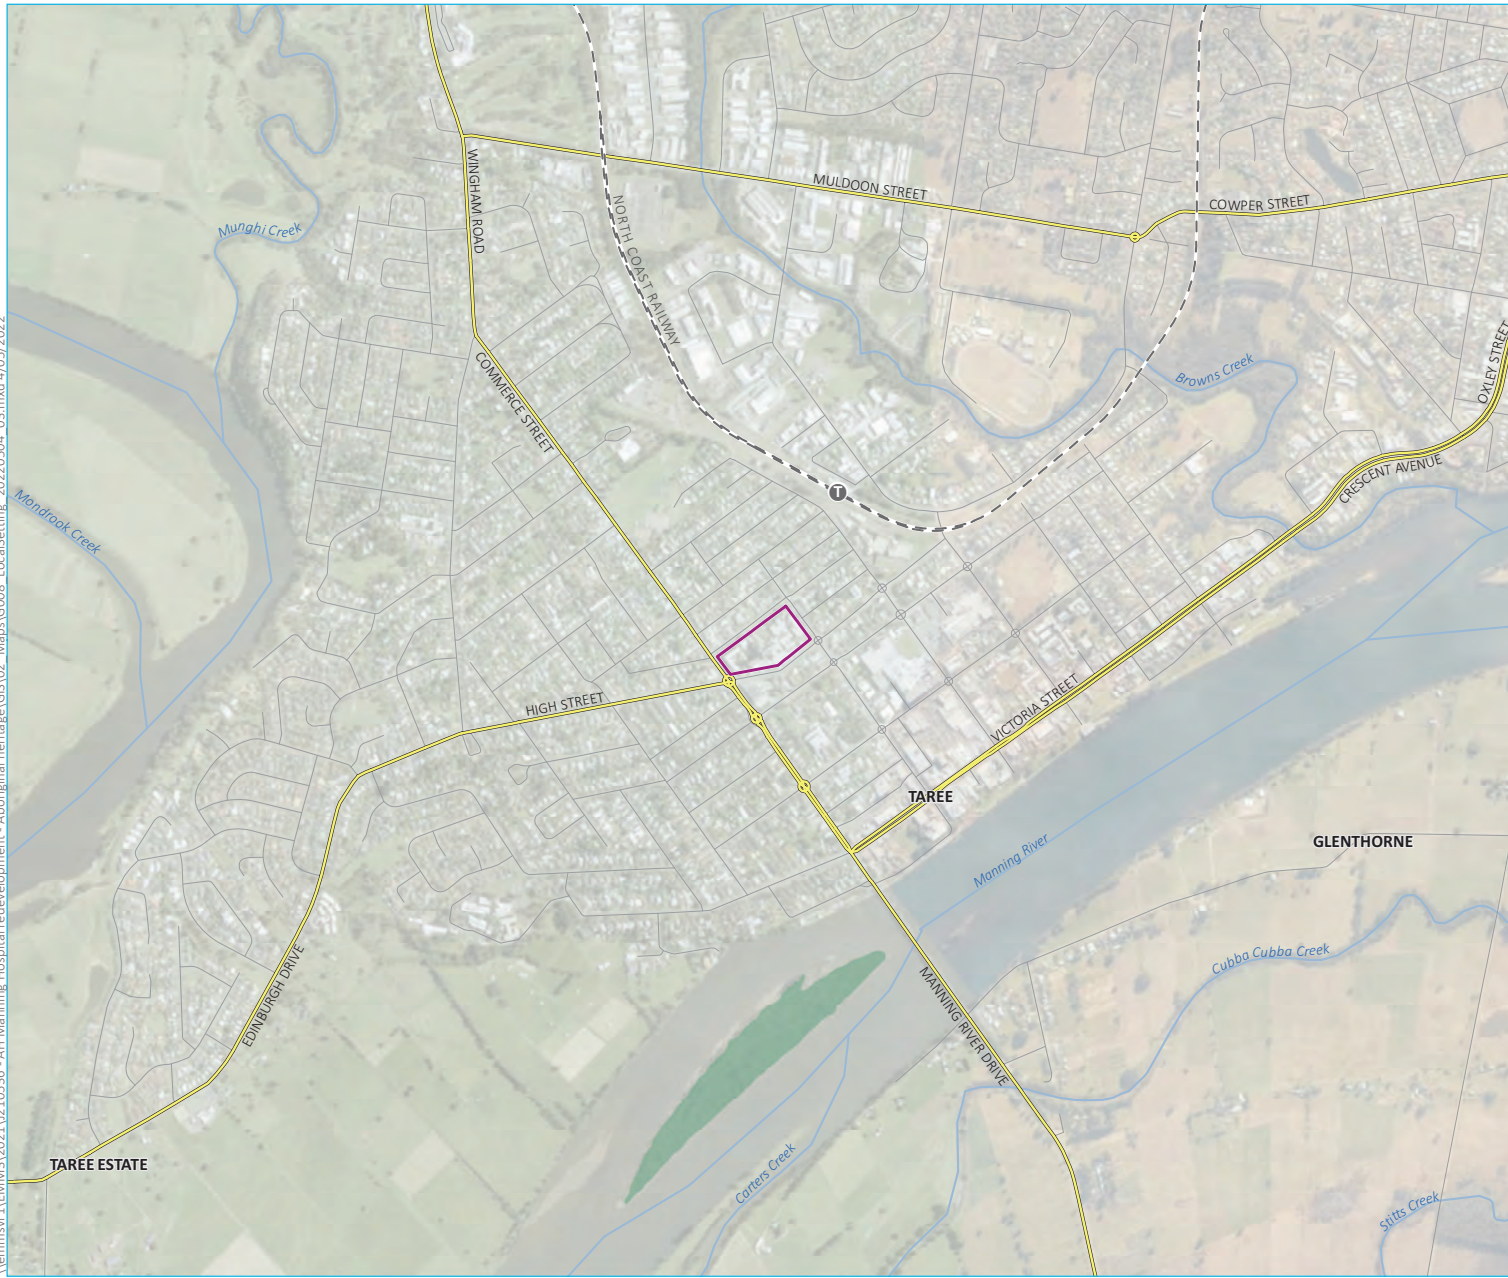 WINGHAM ROAD
MULDOON STREET
COWPER STREET
NORTH COAST RAILWAY
Munghi Creek
COMMERCE STREET
Browns Creek
OXLEY STREET
CRESCENT AVENUE
Mondrook Creek
T
HIGH STREET
VICTORIA STREET
TAREE
GLENTHORNE
Manning River
EDINBURGH DRIVE
MANNING RIVER DRIVE
Cubba Cubba Creek
TAREE ESTATE
Carters Creek
Stitts Creek